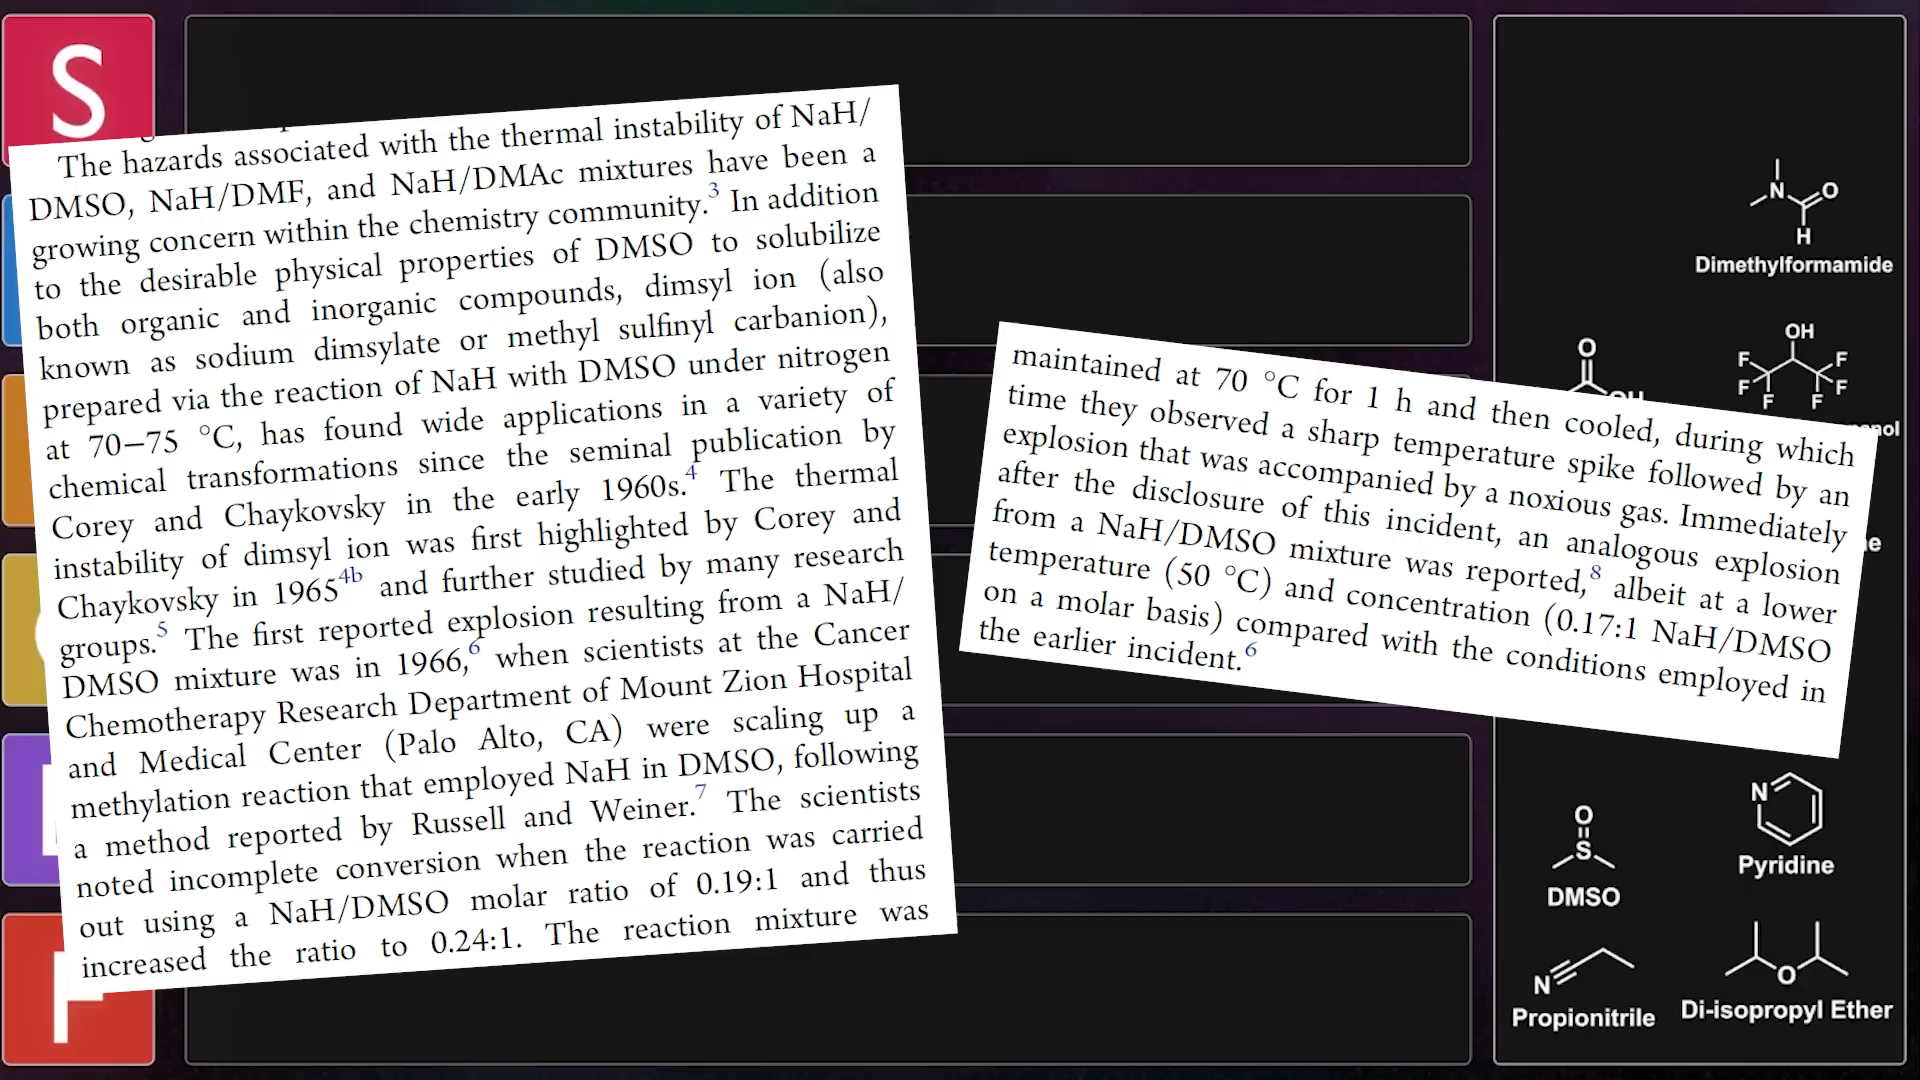 S
The hazards associated with the thermal instability of NaH/
DMSO, NaH/DMF, and NaH/DMAc mixtures have been a
growing concern within the chemistry community.3 In addition
to the desirable physical properties of DMSO to solubilize
both organic and inorganic compounds, dimsyl ion (also
known as sodium dimsylate or methyl sulfinyl carbanion),
prepared via the reaction of NaH with DMSO under nitrogen
at 70–75 °C, has found wide applications in a variety of
chemical transformations since the seminal publication by
Corey and Chaykovsky in the early 1960s.4 The thermal
instability of dimsyl ion was first highlighted by Corey and
Chaykovsky in 19654b and further studied by many research
groups.5 The first reported explosion resulting from a NaH/
DMSO mixture was in 1966,6 when scientists at the Cancer
Chemotherapy Research Department of Mount Zion Hospital
and Medical Center (Palo Alto, CA) were scaling up a
methylation reaction that employed NaH in DMSO, following
a method reported by Russell and Weiner.7 The scientists
noted incomplete conversion when the reaction was carried
out using a NaH/DMSO molar ratio of 0.19:1 and thus
increased the ratio to 0.24:1. The reaction mixture was
maintained at 70 °C for 1 h and then cooled, during which
time they observed a sharp temperature spike followed by an
explosion that was accompanied by a noxious gas. Immediately
after the disclosure of this incident, an analogous explosion
from a NaH/DMSO mixture was reported,8 albeit at a lower
temperature (50 °C) and concentration (0.17:1 NaH/DMSO
on a molar basis) compared with the conditions employed in
the earlier incident.6
N
O
H
Dimethylformamide
O
OH
F F
F F
F F
O
S
DMSO
N
Pyridine
N
Propionitrile
O
Di-isopropyl Ether
F